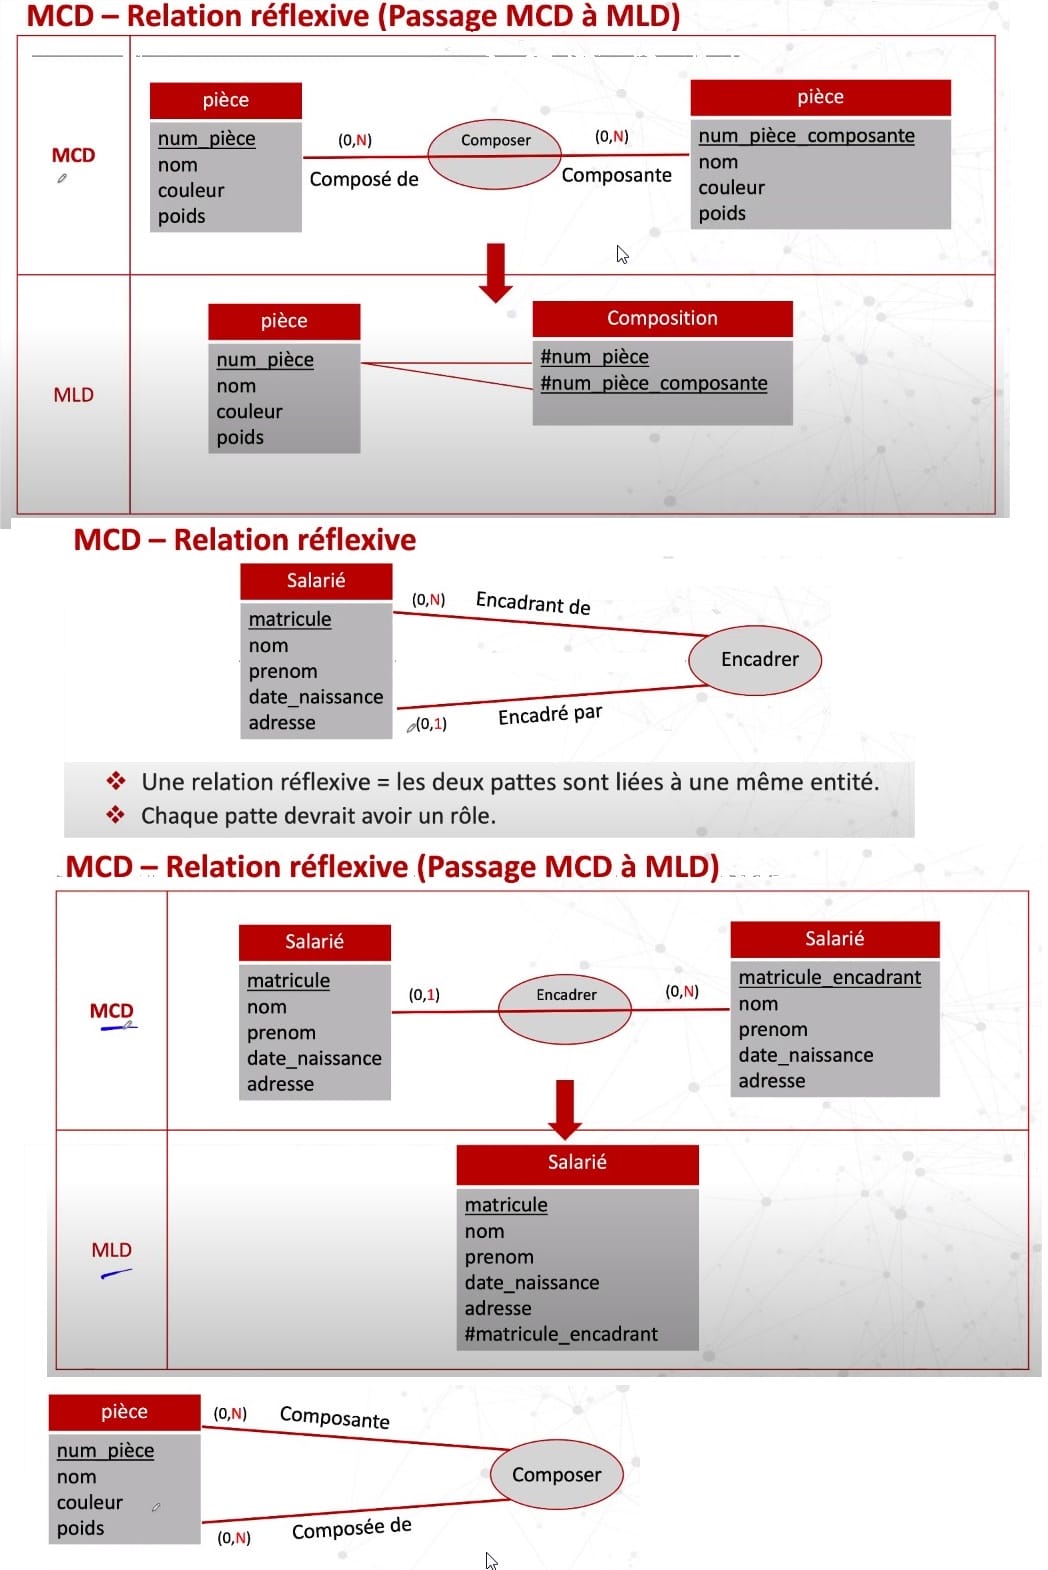 MCD – Relation réflexive (Passage MCD à MLD)
MCD
pièce
num_pièce
nom
couleur
poids
(0,N)
Composé de
Composer
(0,N)
Composante
pièce
num_pièce_composante
nom
couleur
poids
MLD
pièce
num_pièce
nom
couleur
poids
Composition
#num_pièce
#num_pièce_composante
MCD – Relation réflexive
Salarié
matricule
nom
prenom
date_naissance
adresse
(0,N) Encadrant de
Encadrer
(0,1) Encadré par
❖ Une relation réflexive = les deux pattes sont liées à une même entité.
❖ Chaque patte devrait avoir un rôle.
MCD – Relation réflexive (Passage MCD à MLD)
MCD
Salarié
matricule
nom
prenom
date_naissance
adresse
(0,1)
Encadrer
(0,N)
Salarié
matricule_encadrant
nom
prenom
date_naissance
adresse
MLD
Salarié
matricule
nom
prenom
date_naissance
adresse
#matricule_encadrant
pièce
num_pièce
nom
couleur
poids
(0,N) Composante
Composer
(0,N) Composée de